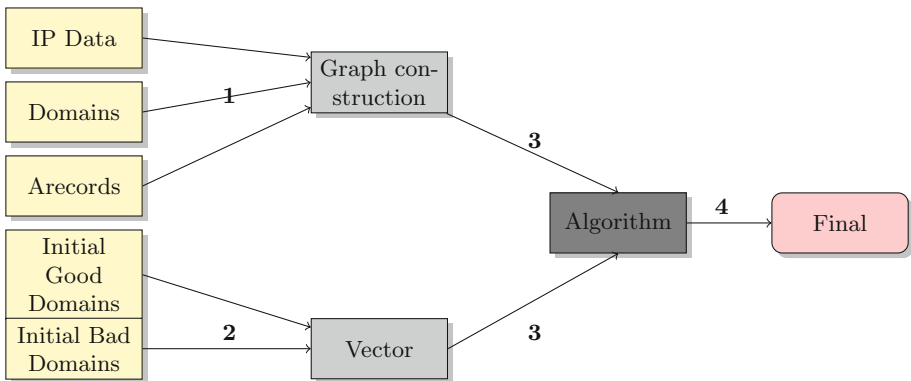 IP Data
Domains
Arecords
Initial
Good
Domains
Initial Bad
Domains
1
2
Graph con-
struction
Vector
3
3
Algorithm
4
Final